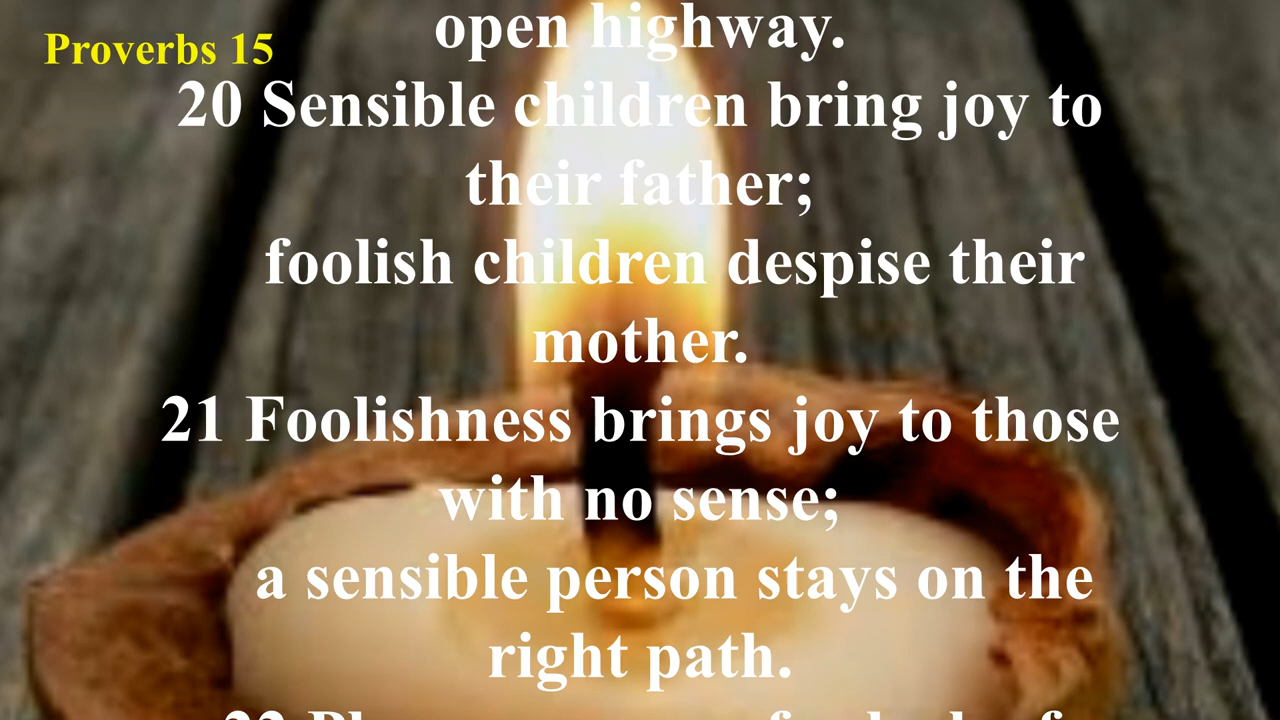 Proverbs 15
open highway.
20 Sensible children bring joy to
their father;
foolish children despise their
mother.
21 Foolishness brings joy to those
with no sense;
a sensible person stays on the
right path.